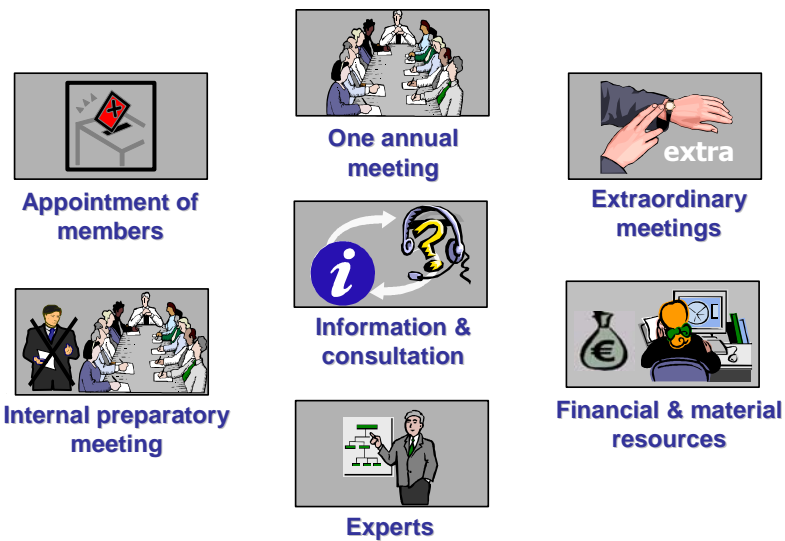 One annual
meeting
Appointment of
members
extra
Extraordinary
meetings
i
?
Information &
consultation
Internal preparatory
meeting
€
Financial & material
resources
Experts